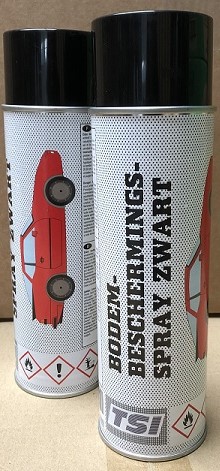 BODEM-
BESCHERMINGS-
SPRAY ZWART
TSI
SPRAY ZWART